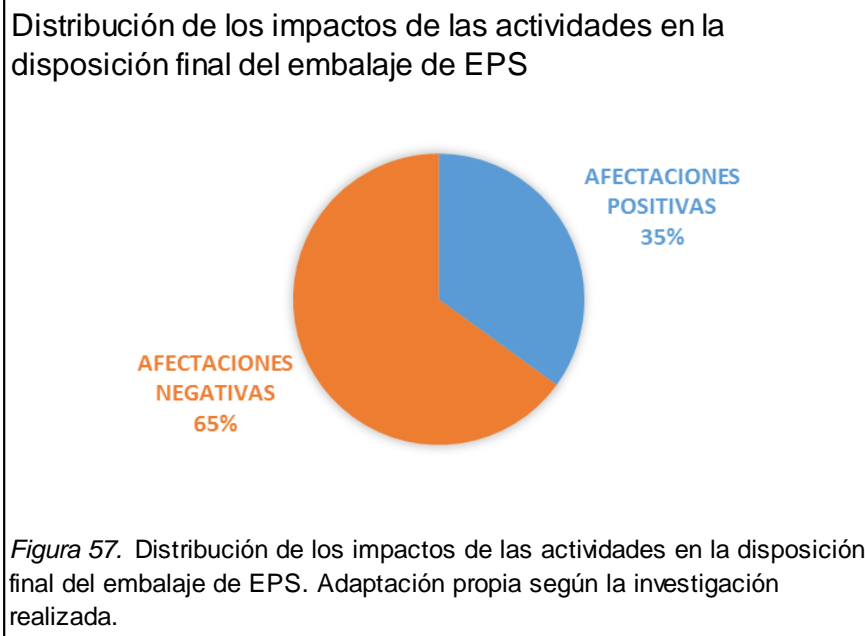 Distribución de los impactos de las actividades en la
disposición final del embalaje de EPS
AFECTACIONES
POSITIVAS
35%
AFECTACIONES
NEGATIVAS
65%
Figura 57. Distribución de los impactos de las actividades en la disposición
final del embalaje de EPS. Adaptación propia según la investigación
realizada.